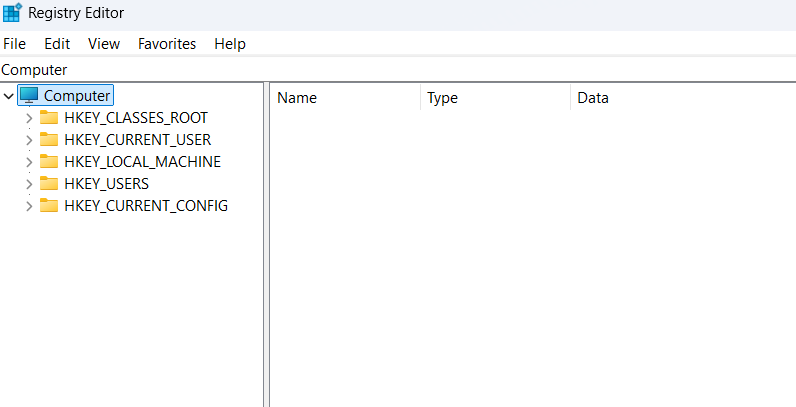 Registry Editor
File Edit View Favorites Help
Computer
Computer
Name Type Data
HKEY_CLASSES_ROOT
HKEY_CURRENT_USER
HKEY_LOCAL_MACHINE
HKEY_USERS
HKEY_CURRENT_CONFIG